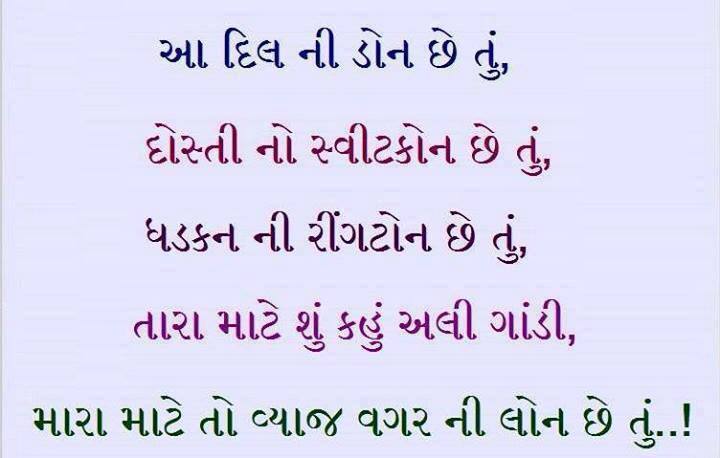 આ દિલ ની ડોન છે તું,
દોસ્તી નો સ્વીટકોન છે તું,
ધડકન ની રીંગટોન છે તું,
તારા માટે શું કહું અલી ગાંડી,
મારા માટે તો વ્યાજ વગર ની લોન છે તું..!